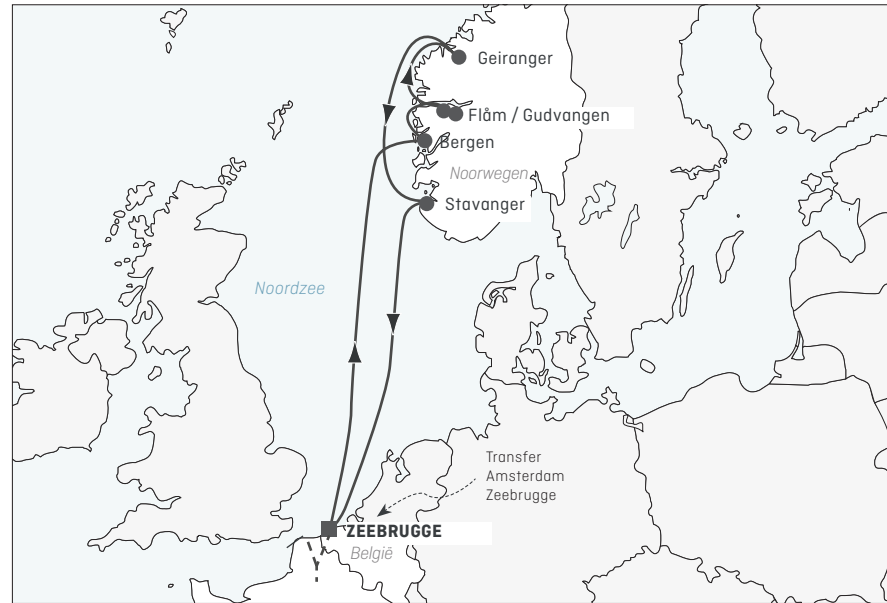 Geiranger
Flåm / Gudvangen
Bergen
Noorwegen
Stavanger
Noordzee
Transfer
Amsterdam
Zeebrugge
ZEEBRUGGE
België